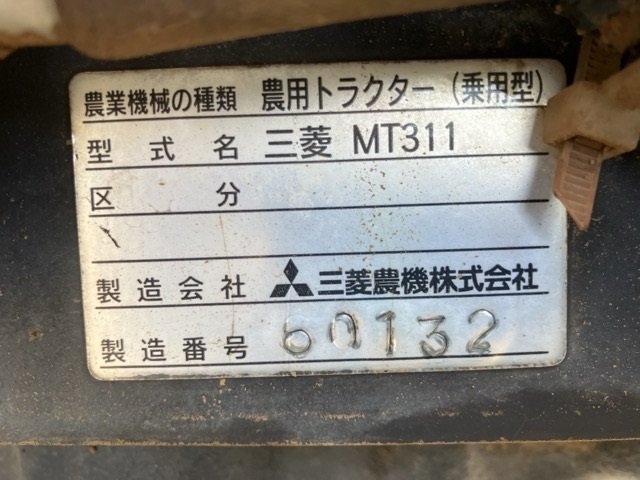 農業機械の種類 農用トラクター (乗用型)
型式名 三菱 MT311
区分
製造会社 三菱農機株式会社
製造番号 60132